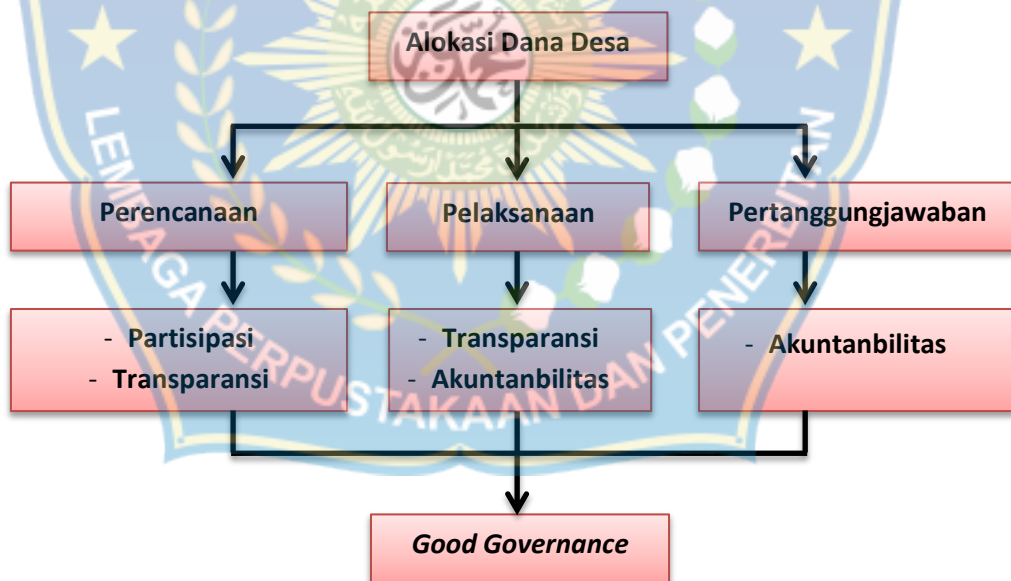 Alokasi Dana Desa
Perencanaan
Pelaksanaan
Pertanggungjawaban
- Partisipasi
- Transparansi
- Transparansi
- Akuntanbilitas
- Akuntanbilitas
Good Governance
LEMBAGA PERPUSTAKAAN DAN PENERBITAN